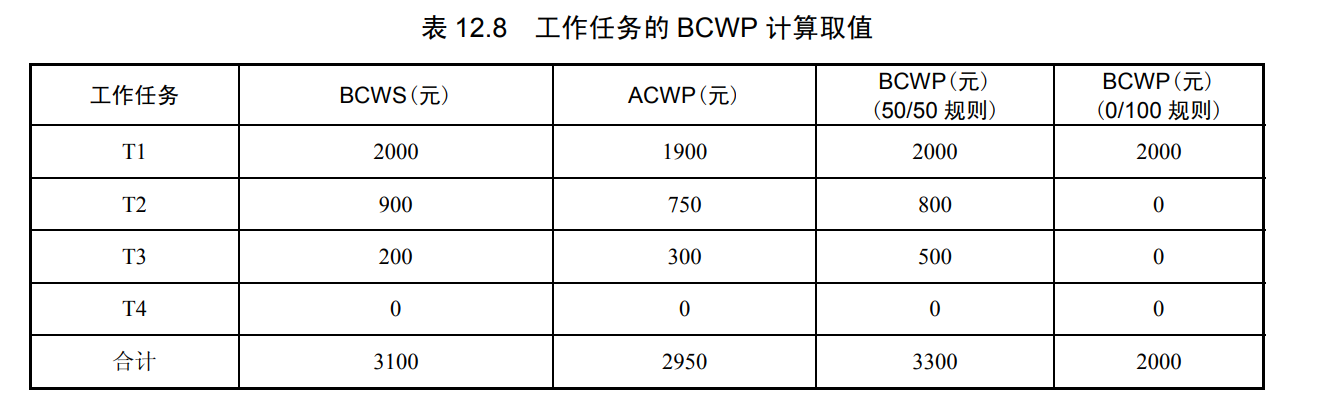 表 12.8 工作任务的 BCWP 计算取值
工作任务 BCWS(元) ACWP(元) BCWP(元) BCWP(元)
(50/50 规则) (0/100 规则)
T1 2000 1900 2000 2000
T2 900 750 800 0
T3 200 300 500 0
T4 0 0 0 0
合计 3100 2950 3300 2000